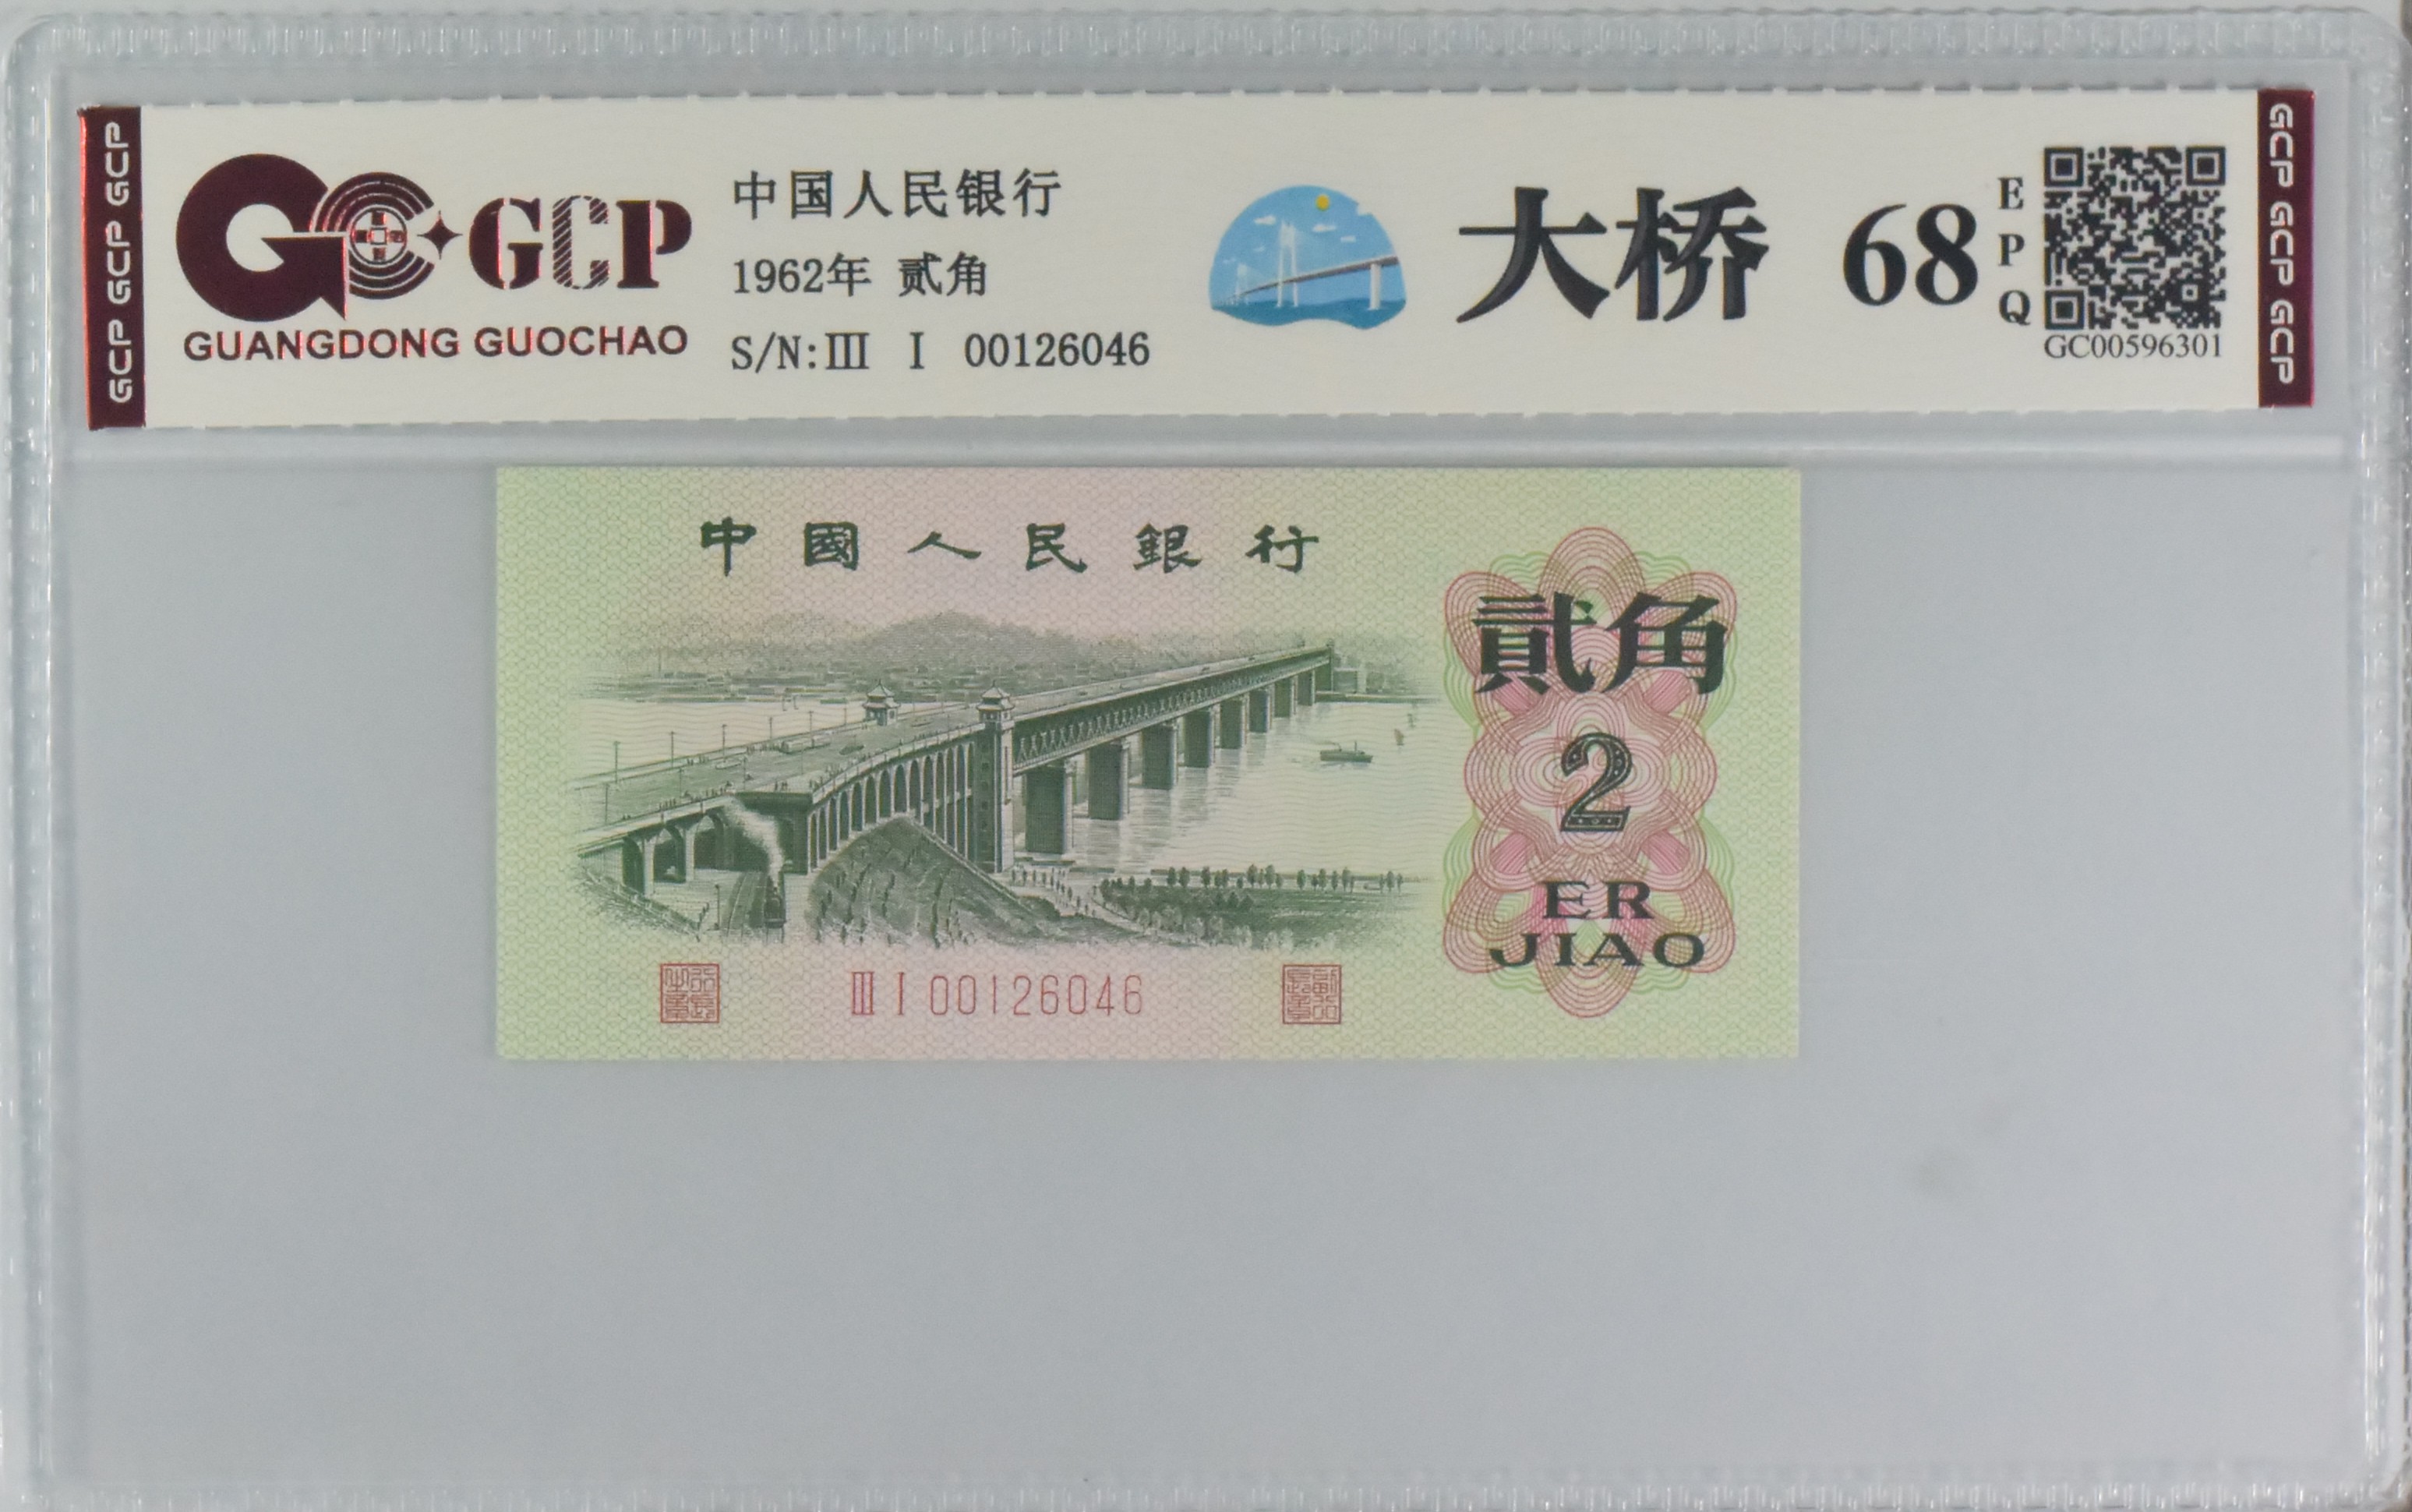 GCP GCP GCP
GCP
GUANGDONG GUOCHAO
中国人民银行
1962年 贰角
S/N:Ⅲ Ⅰ 00126046
大桥
68
EPQ
GC00596301
GCP GCP GCP
中國人民銀行
貳角
2
ER
JIAO
Ⅲ Ⅰ 00126046